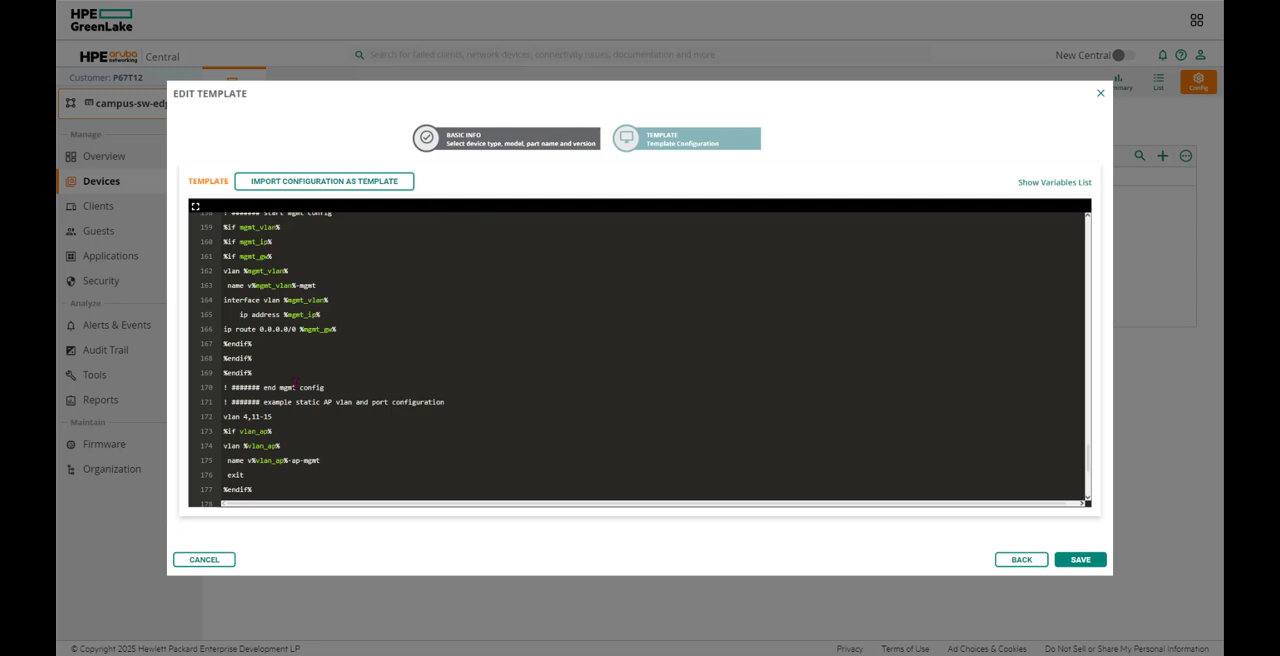 HPE
GreenLake
HPE aruba networking Central
Search for failed clients, network devices, connectivity issues, documentation and more...
New Central
Customer: P67T12
campus-sw-edg
Manage
Overview
Devices
Clients
Guests
Applications
Security
Analyze
Alerts & Events
Audit Trail
Tools
Reports
Maintain
Firmware
Organization
mmary
List
Config
EDIT TEMPLATE
BASIC INFO
Select device type, model, part name and version
TEMPLATE
Template Configuration
TEMPLATE
IMPORT CONFIGURATION AS TEMPLATE
Show Variables List
158 ! ####### start mgmt config
159 %if mgmt_vlan%
160 %if mgmt_ip%
161 %if mgmt_gw%
162 vlan %mgmt_vlan%
163 name v%mgmt_vlan%-mgmt
164 interface vlan %mgmt_vlan%
165 ip address %mgmt_ip%
166 ip route 0.0.0.0/0 %mgmt_gw%
167 %endif%
168 %endif%
169 %endif%
170 ! ####### end mgmt config
171 ! ####### example static AP vlan and port configuration
172 vlan 4,11-15
173 %if vlan_ap%
174 vlan %vlan_ap%
175 name v%vlan_ap%-ap-mgmt
176 exit
177 %endif%
178
CANCEL
BACK
SAVE
© Copyright 2025 Hewlett Packard Enterprise Development LP
Privacy
Terms of Use
Ad Choices & Cookies
Do Not Sell or Share My Personal Information